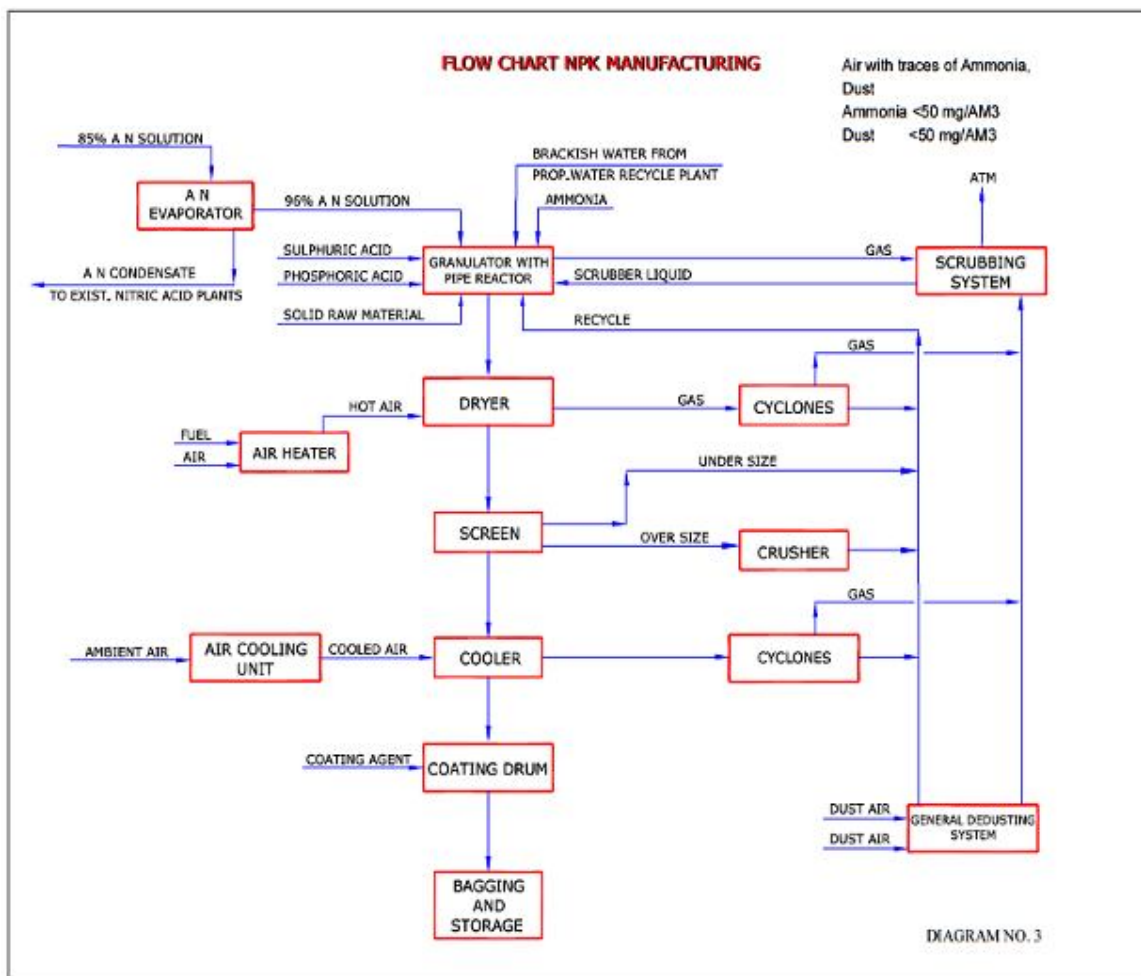 FLOW CHART NPK MANUFACTURING
Air with traces of Ammonia,
Dust
Ammonia <50 mg/AM3
Dust <50 mg/AM3
85% A N SOLUTION
A N
EVAPORATOR
96% A N SOLUTION
A N CONDENSATE
TO EXIST. NITRIC ACID PLANTS
BRACKISH WATER FROM
PROP.WATER RECYCLE PLANT
AMMONIA
ATM
SULPHURIC ACID
PHOSPHORIC ACID
SOLID RAW MATERIAL
GRANULATOR WITH
PIPE REACTOR
GAS
SCRUBBER LIQUID
SCRUBBING
SYSTEM
RECYCLE
GAS
HOT AIR
DRYER
GAS
CYCLONES
FUEL
AIR
AIR HEATER
UNDER SIZE
SCREEN
OVER SIZE
CRUSHER
GAS
AMBIENT AIR
AIR COOLING
UNIT
COOLED AIR
COOLER
CYCLONES
COATING AGENT
COATING DRUM
DUST AIR
DUST AIR
GENERAL DEDUSTING
SYSTEM
BAGGING
AND
STORAGE
DIAGRAM NO. 3